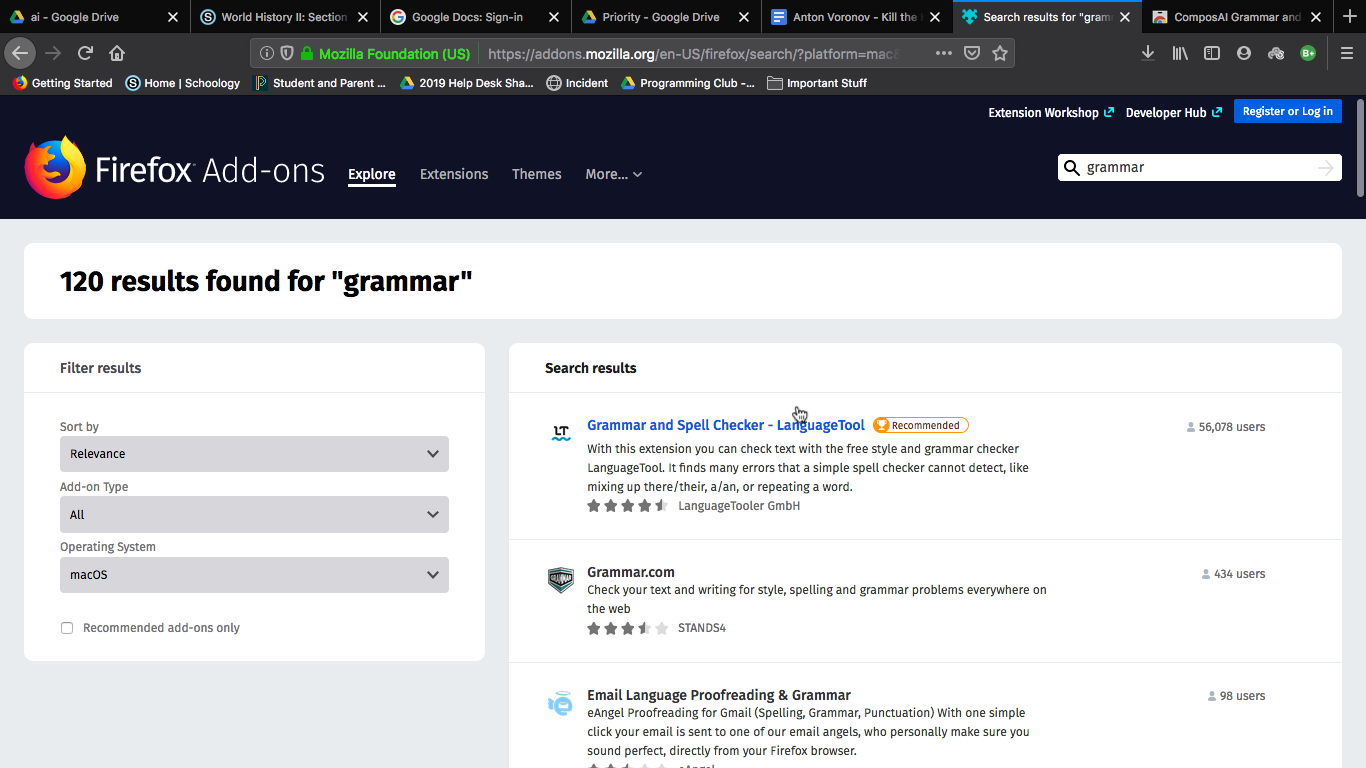 ai - Google Drive
World History II: Section
Google Docs: Sign-in
Priority - Google Drive
Anton Voronov - Kill the
Search results for "gram
ComposAI Grammar and
Mozilla Foundation (US)
https://addons.mozilla.org/en-US/firefox/search/?platform=mac
B+
Getting Started
Home | Schoology
Student and Parent ...
2019 Help Desk Sha...
Incident
Programming Club -...
Important Stuff
Extension Workshop
Developer Hub
Register or Log in
Firefox Add-ons
Explore
Extensions
Themes
More...
grammar
120 results found for "grammar"
Filter results
Sort by
Relevance
Add-on Type
All
Operating System
macOS
Recommended add-ons only
Search results
LT
Grammar and Spell Checker - LanguageTool
Recommended
56,078 users
With this extension you can check text with the free style and grammar checker
LanguageTool. It finds many errors that a simple spell checker cannot detect, like
mixing up there/their, a/an, or repeating a word.
LanguageTooler GmbH
GRAMMAR
Grammar.com
434 users
Check your text and writing for style, spelling and grammar problems everywhere on
the web
STANDS4
Email Language Proofreading & Grammar
98 users
eAngel Proofreading for Gmail (Spelling, Grammar, Punctuation) With one simple
click your email is sent to one of our email angels, who personally make sure you
sound perfect, directly from your Firefox browser.